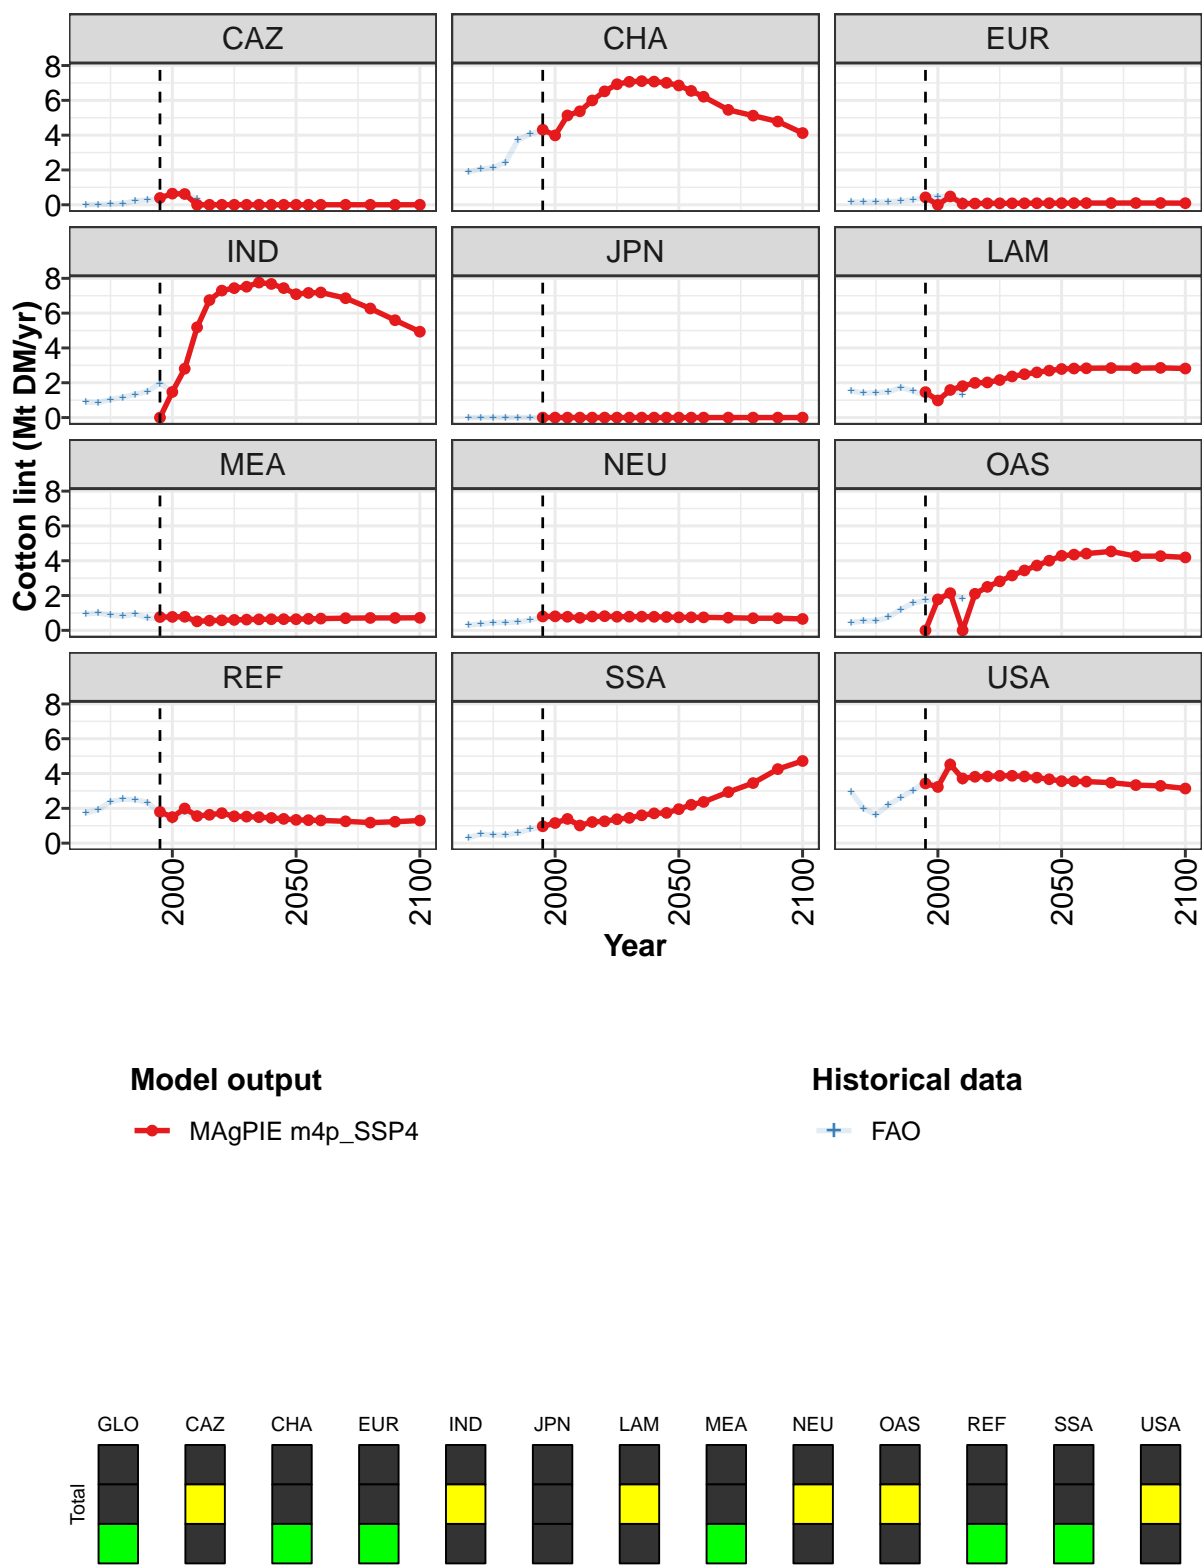 CAZ CHA EUR
8
6
4
2
0
IND JPN LAM
8
6
4
2
0
MEA NEU OAS
8
6
4
2
0
REF SSA USA
8
6
4
2
0
Cotton lint (Mt DM/yr)
2000 2050 2100 2000 2050 2100 2000 2050 2100
Year
Model output Historical data
MAgPIE m4p_SSP4 FAO
GLO CAZ CHA EUR IND JPN LAM MEA NEU OAS REF SSA USA
Total